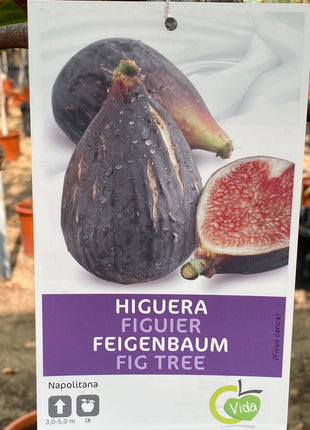 HIGUERA
FIGUIER
FEIGENBAUM
FIG TREE
(Ficus carica)
Napolitana
3,0-5,0 m
IX
Vida